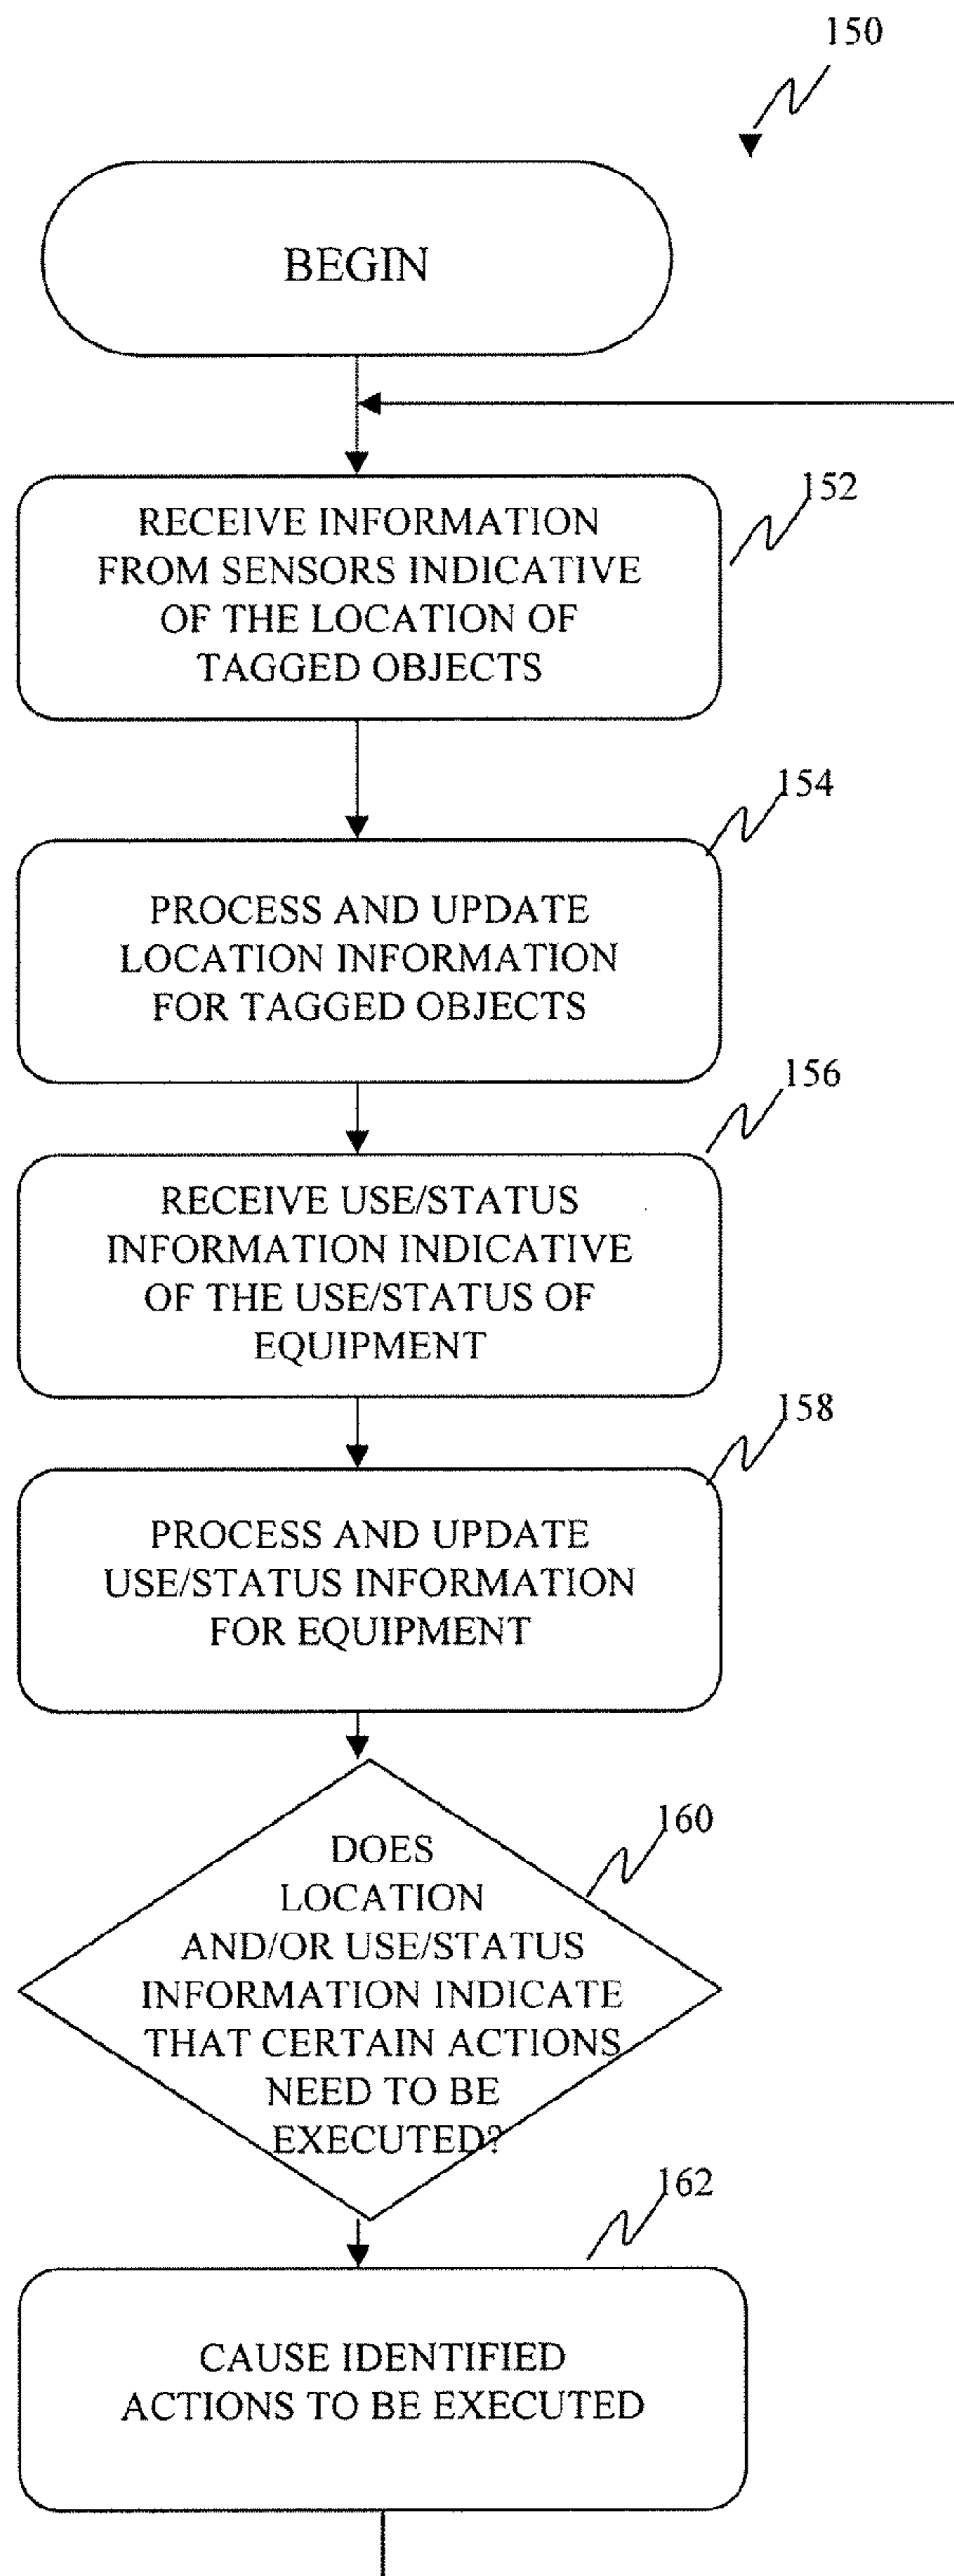 150
BEGIN
152
RECEIVE INFORMATION
FROM SENSORS INDICATIVE
OF THE LOCATION OF
TAGGED OBJECTS
154
PROCESS AND UPDATE
LOCATION INFORMATION
FOR TAGGED OBJECTS
156
RECEIVE USE/STATUS
INFORMATION INDICATIVE
OF THE USE/STATUS OF
EQUIPMENT
158
PROCESS AND UPDATE
USE/STATUS INFORMATION
FOR EQUIPMENT
160
DOES
LOCATION
AND/OR USE/STATUS
INFORMATION INDICATE
THAT CERTAIN ACTIONS
NEED TO BE
EXECUTED?
162
CAUSE IDENTIFIED
ACTIONS TO BE EXECUTED